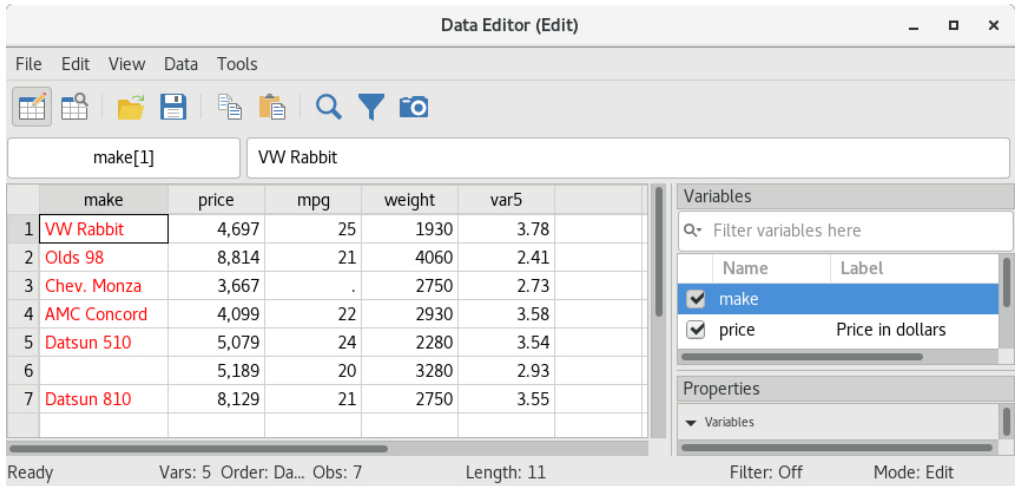 Data Editor (Edit)
File Edit View Data Tools
make[1] VW Rabbit
make price mpg weight var5
1 VW Rabbit 4,697 25 1930 3.78
2 Olds 98 8,814 21 4060 2.41
3 Chev. Monza 3,667 . 2750 2.73
4 AMC Concord 4,099 22 2930 3.58
5 Datsun 510 5,079 24 2280 3.54
6 5,189 20 3280 2.93
7 Datsun 810 8,129 21 2750 3.55
Variables
Filter variables here
Name Label
make
price Price in dollars
Properties
Variables
Ready Vars: 5 Order: Da... Obs: 7 Length: 11 Filter: Off Mode: Edit